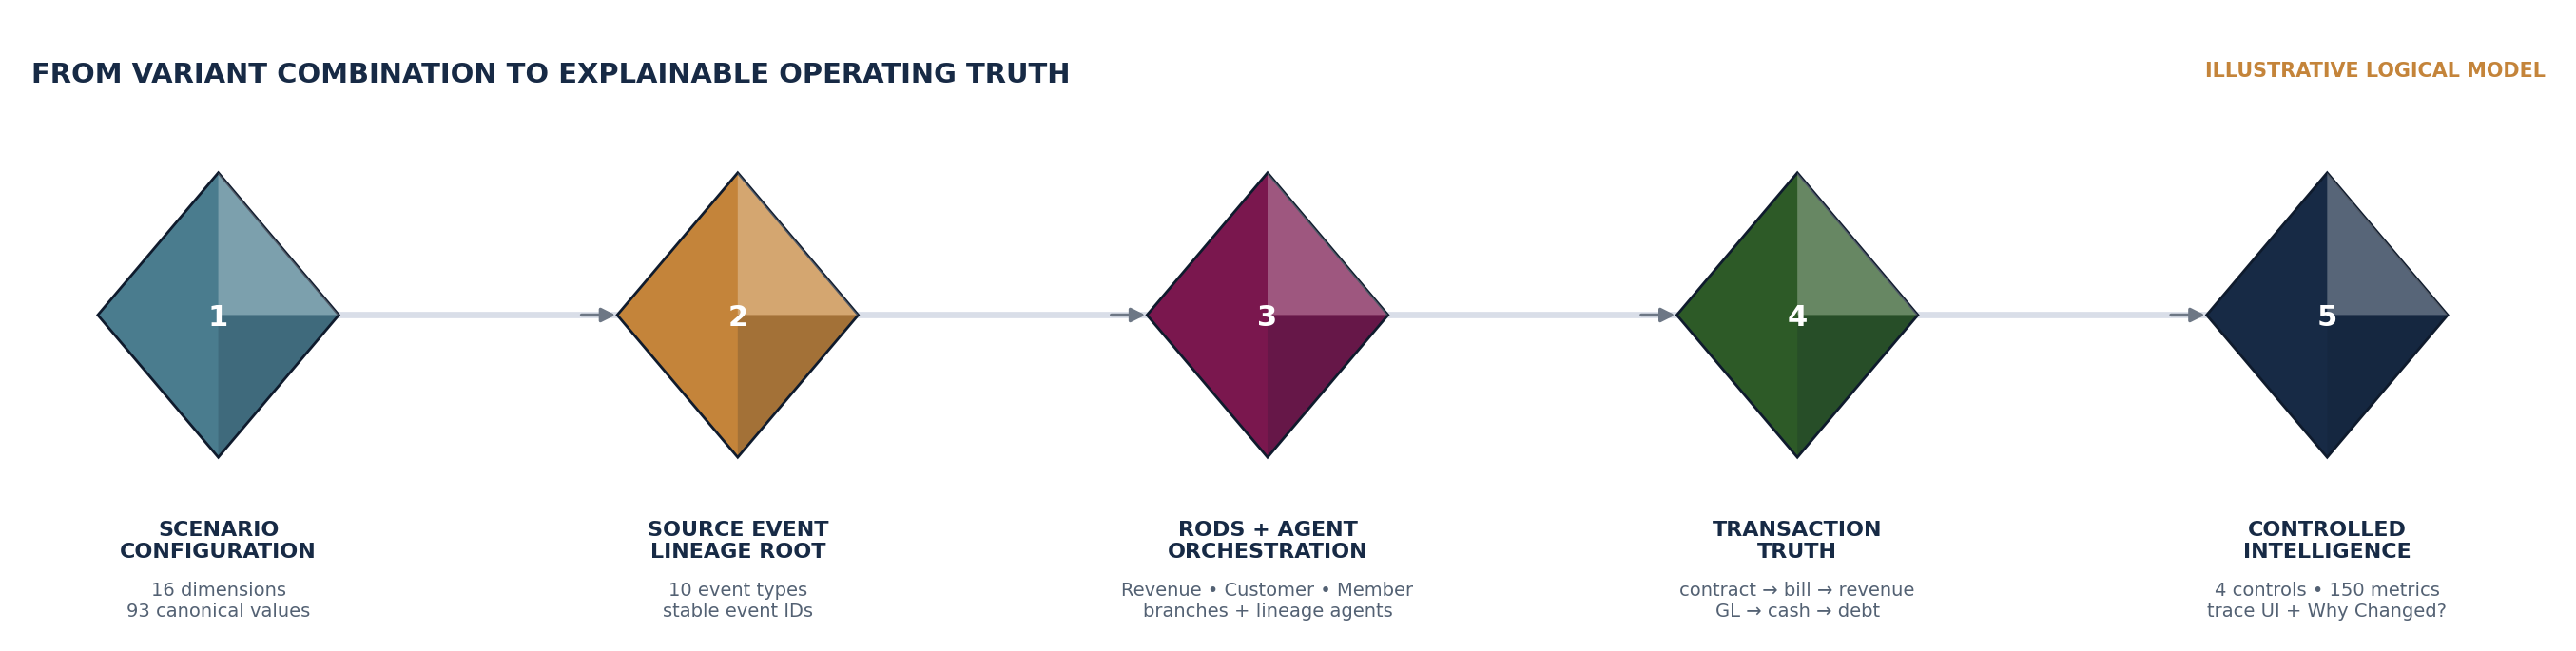 FROM VARIANT COMBINATION TO EXPLAINABLE OPERATING TRUTH
ILLUSTRATIVE LOGICAL MODEL
1
SCENARIO
CONFIGURATION
16 dimensions
93 canonical values
2
SOURCE EVENT
LINEAGE ROOT
10 event types
stable event IDs
3
RODS + AGENT
ORCHESTRATION
Revenue • Customer • Member
branches + lineage agents
4
TRANSACTION
TRUTH
contract → bill → revenue
GL → cash → debt
5
CONTROLLED
INTELLIGENCE
4 controls • 150 metrics
trace UI + Why Changed?